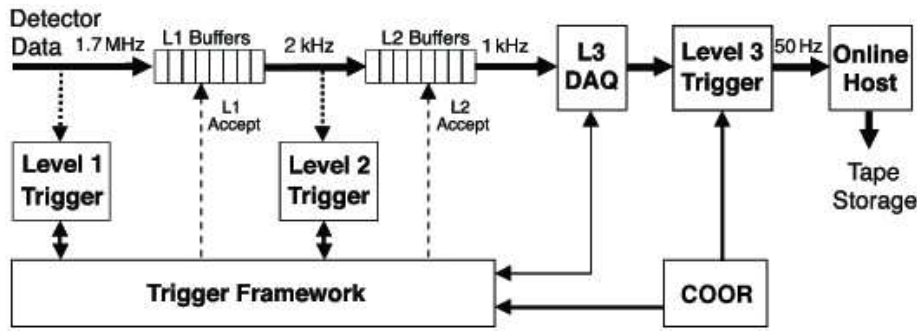 Detector
Data
1.7 MHz
L1 Buffers
2 kHz
L2 Buffers
1 kHz
L3
DAQ
Level 3
Trigger
50 Hz
Online
Host
L1
Accept
L2
Accept
Level 1
Trigger
Level 2
Trigger
Tape
Storage
Trigger Framework
COOR